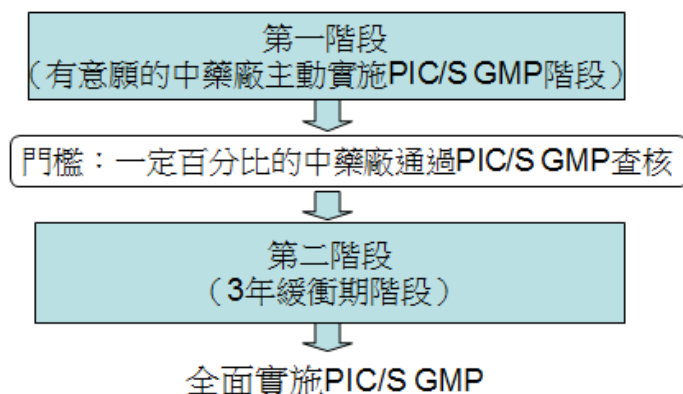 第一階段
（有意願的中藥廠主動實施PIC/S GMP階段）
門檻：一定百分比的中藥廠通過PIC/S GMP查核
第二階段
（3年緩衝期階段）
全面實施PIC/S GMP